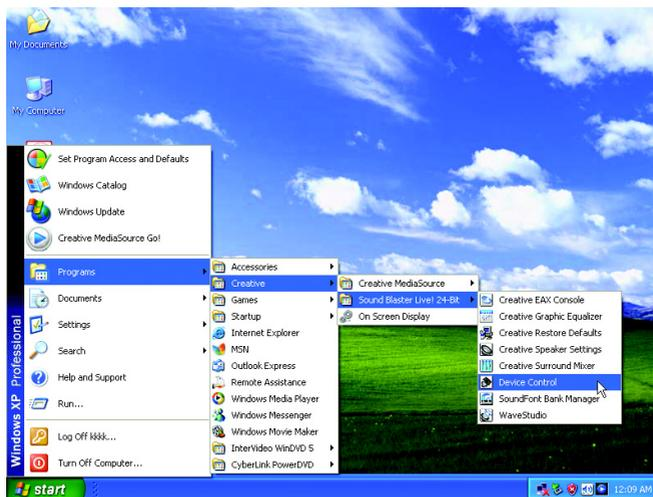 My Documents
My Computer
Set Program Access and Defaults
Windows Catalog
Windows Update
Creative MediaSource Go!
Programs
Documents
Settings
Search
Help and Support
Run...
Log Off kkkk...
Turn Off Computer...
Windows XP Professional
Accessories
Creative
Games
Startup
Internet Explorer
MSN
Outlook Express
Remote Assistance
Windows Media Player
Windows Messenger
Windows Movie Maker
InterVideo WinDVD 5
CyberLink PowerDVD
Creative MediaSource
Sound Blaster Live! 24-Bit
On Screen Display
Creative EAX Console
Creative Graphic Equalizer
Creative Restore Defaults
Creative Speaker Settings
Creative Surround Mixer
Device Control
SoundFont Bank Manager
WaveStudio
start
12:09 AM